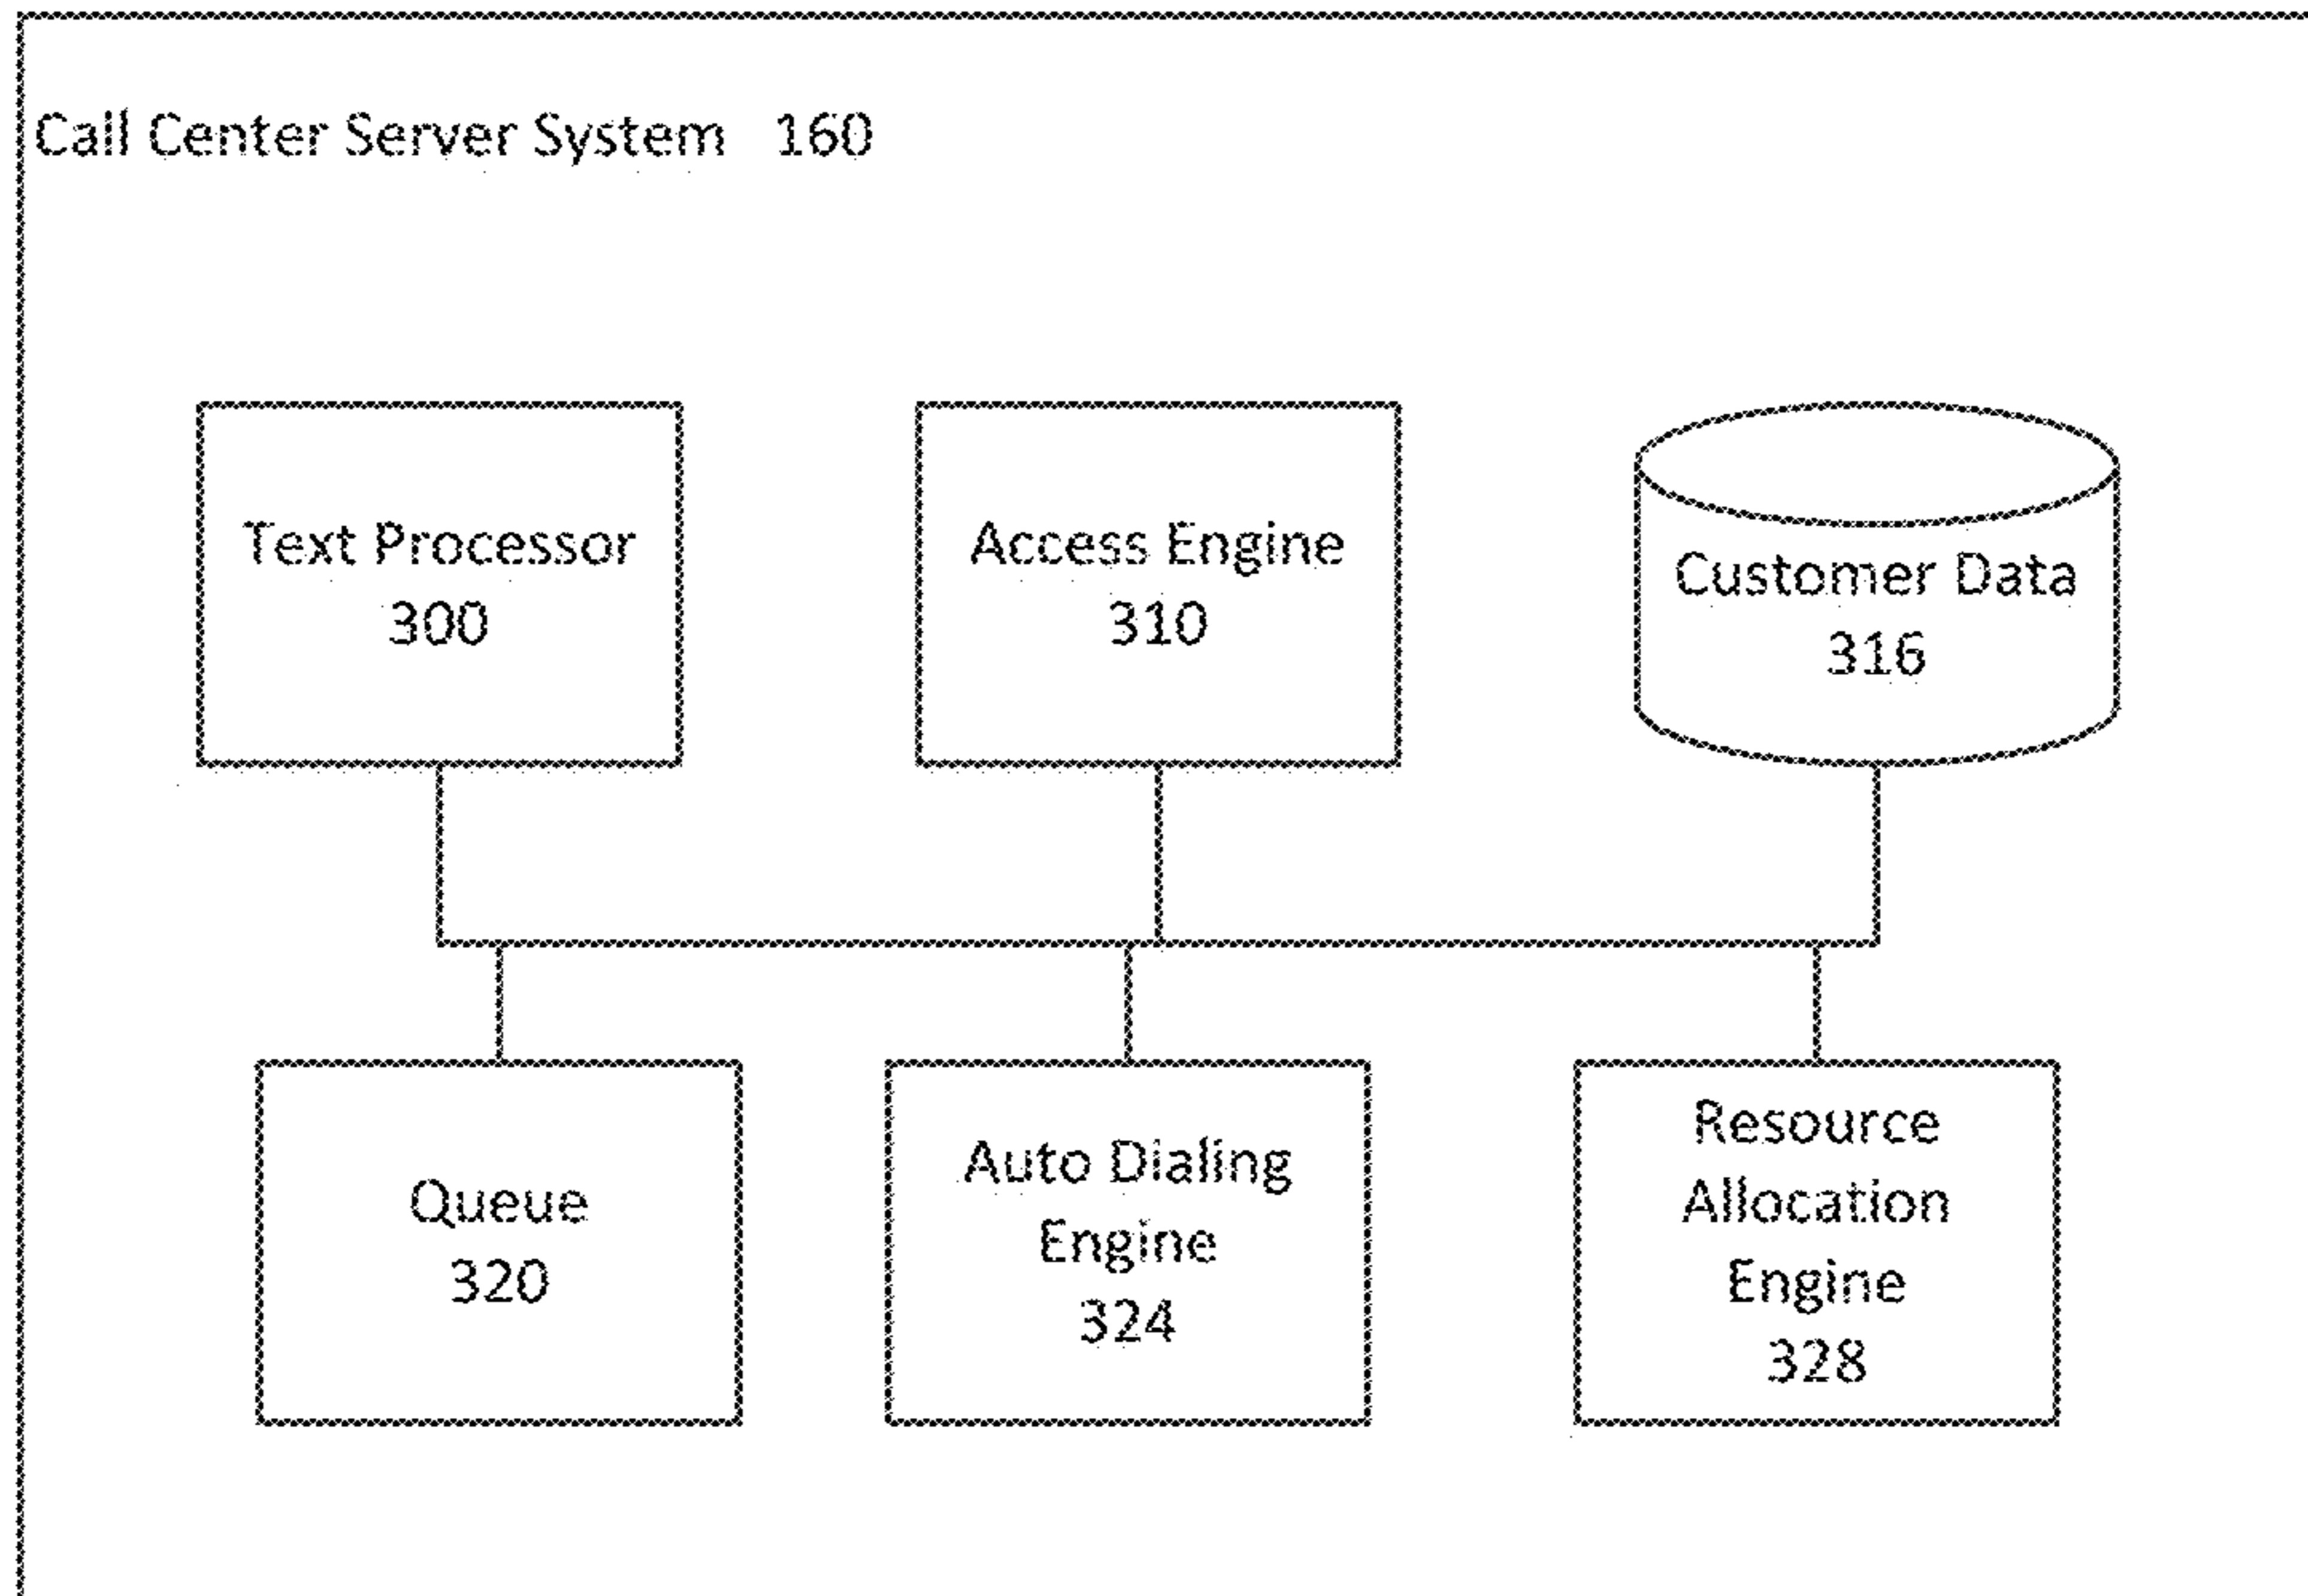 Call Center Server System 160
Text Processor
300
Access Engine
310
Customer Data
316
Queue
320
Auto Dialing
Engine
324
Resource
Allocation
Engine
328